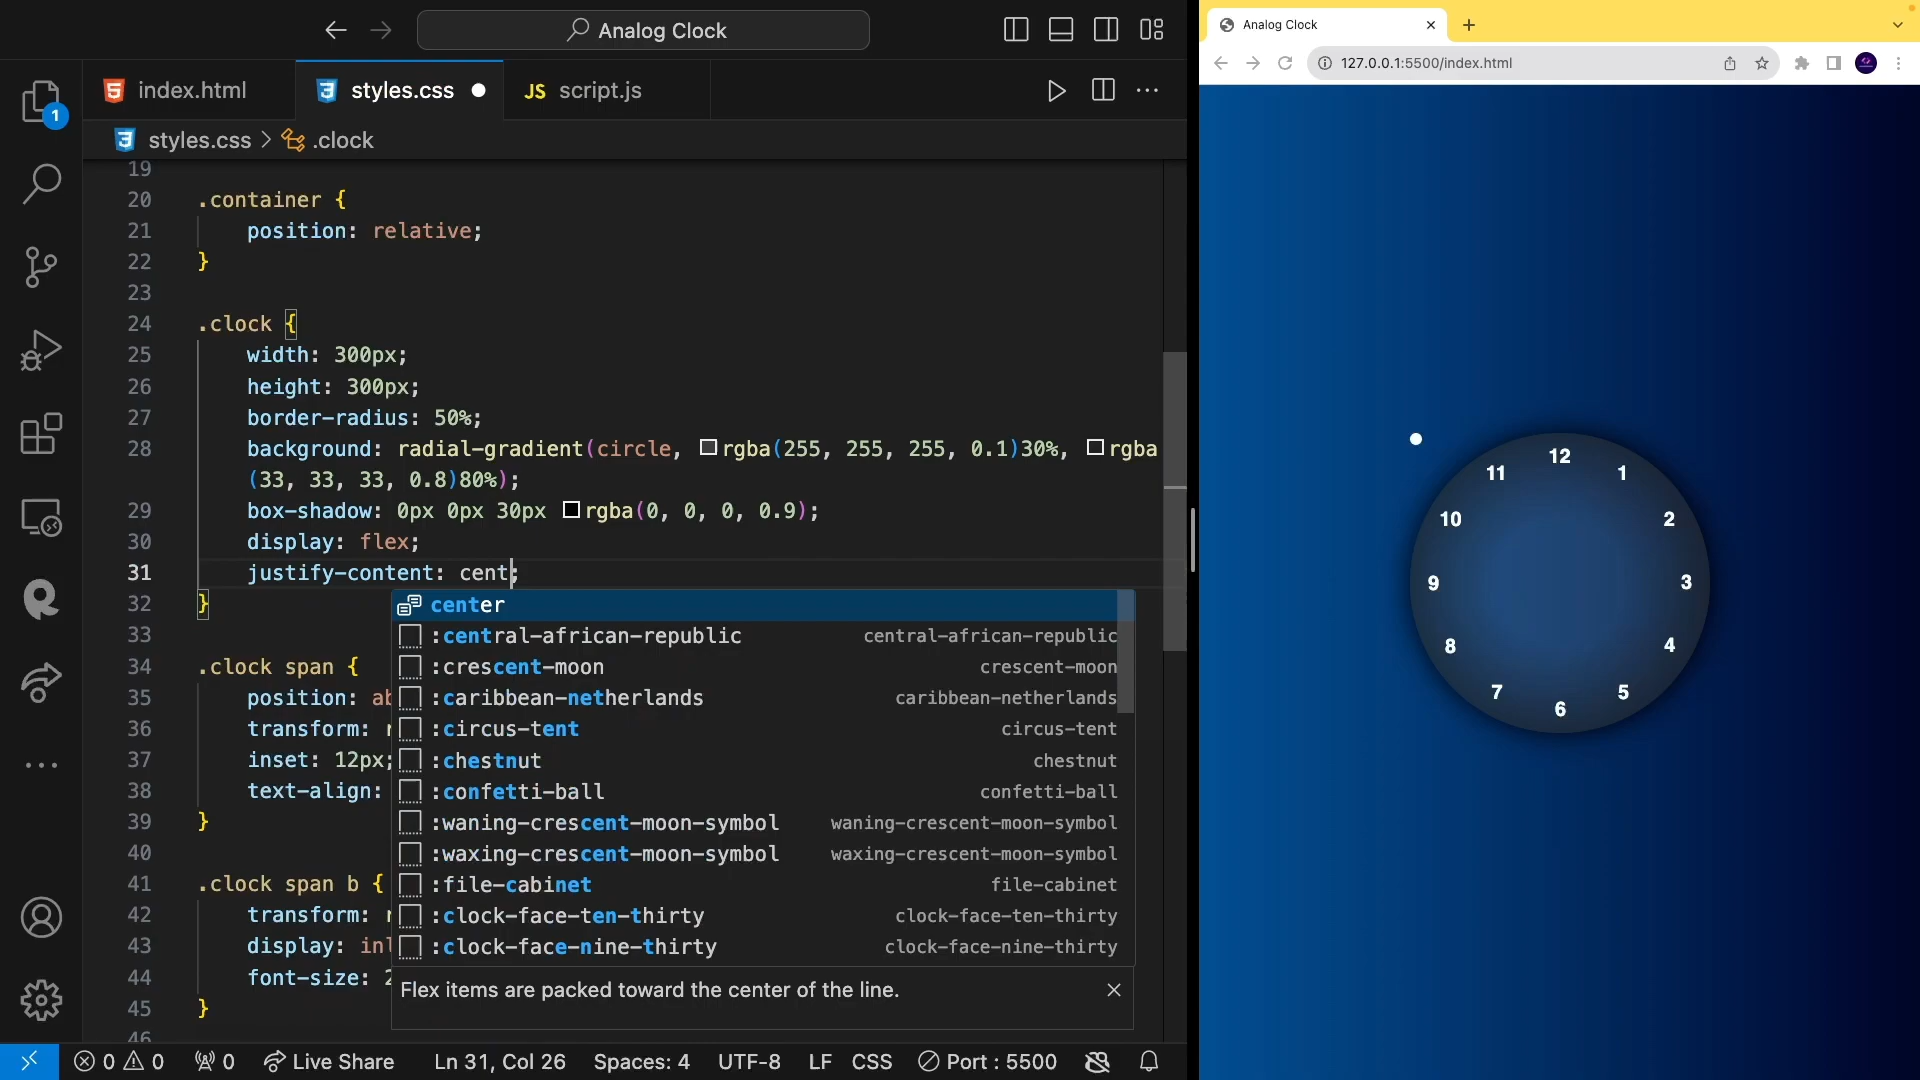 Analog Clock
index.html
styles.css
JS script.js
styles.css > .clock
1
19
20 .container {
21 position: relative;
22 }
23
24 .clock {
25 width: 300px;
26 height: 300px;
27 border-radius: 50%;
28 background: radial-gradient(circle, rgba(255, 255, 255, 0.1)30%, rgba
(33, 33, 33, 0.8)80%);
29 box-shadow: 0px 0px 30px rgba(0, 0, 0, 0.9);
30 display: flex;
31 justify-content: cent;
32 }
33
34 .clock span {
35 position: ab
36 transform: r
37 inset: 12px;
38 text-align:
39 }
40
41 .clock span b {
42 transform: r
43 display: inl
44 font-size: 2
45 }
46
center
:central-african-republic central-african-republic
:crescent-moon crescent-moon
:caribbean-netherlands caribbean-netherlands
:circus-tent circus-tent
:chestnut chestnut
:confetti-ball confetti-ball
:waning-crescent-moon-symbol waning-crescent-moon-symbol
:waxing-crescent-moon-symbol waxing-crescent-moon-symbol
:file-cabinet file-cabinet
:clock-face-ten-thirty clock-face-ten-thirty
:clock-face-nine-thirty clock-face-nine-thirty
Flex items are packed toward the center of the line.
0 0 0 Live Share Ln 31, Col 26 Spaces: 4 UTF-8 LF CSS Port : 5500
Analog Clock
127.0.0.1:5500/index.html
12
11 1
10 2
9 3
8 4
7 5
6